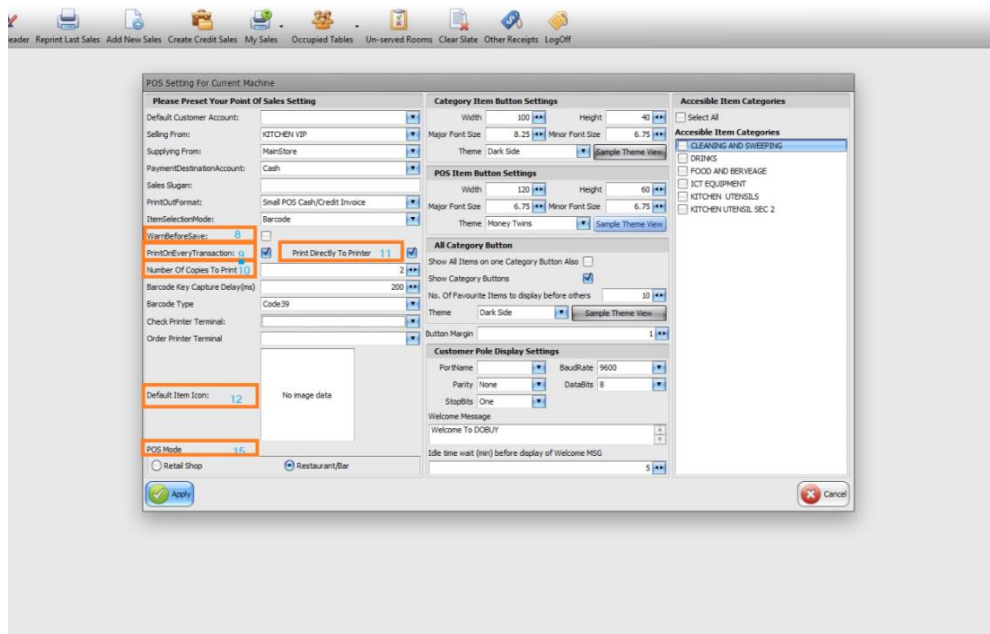 eader Reprint Last Sales Add New Sales Create Credit Sales My Sales Occupied Tables Un-served Rooms Clear Slate Other Receipts LogOff
POS Setting For Current Machine
Please Preset Your Point Of Sales Setting
Default Customer Account:
Selling From: KITCHEN VIP
Supplying From: MainStore
PaymentDestinationAccount: Cash
Sales Slugan:
PrintOutFormat: Small POS Cash/Credit Invoice
ItemSelectionMode: Barcode
WarnBeforeSave: 8
PrintOnEveryTransaction: 9 Print Directly To Printer 11
Number Of Copies To Print 10 2
Barcode Key Capture Delay(ms) 200
Barcode Type Code39
Check Printer Terminal:
Order Printer Terminal
Default Item Icon: 12 No image data
POS Mode 15
Retail Shop Restaurant/Bar
Apply
Category Item Button Settings
Width 100 Height 40
Major Font Size 8.25 Minor Font Size 6.75
Theme Dark Side Sample Theme View
POS Item Button Settings
Width 120 Height 60
Major Font Size 6.75 Minor Font Size 6.75
Theme Money Twins Sample Theme View
All Category Button
Show All Items on one Category Button Also
Show Category Buttons
No. Of Favourite Items to display before others 10
Theme Dark Side Sample Theme View
Button Margin 1
Customer Pole Display Settings
PortName BaudRate 9600
Parity None DataBits 8
StopBits One
Welcome Message
Welcome To DOBUY
Idle time wait (min) before display of Welcome MSG
5
Accesible Item Categories
Select All
Accesible Item Categories
CLEANING AND SWEEPING
DRINKS
FOOD AND BERVEAGE
ICT EQUIPMENT
KITCHEN UTENSILS
KITCHEN UTENSIL SEC 2
Cancel